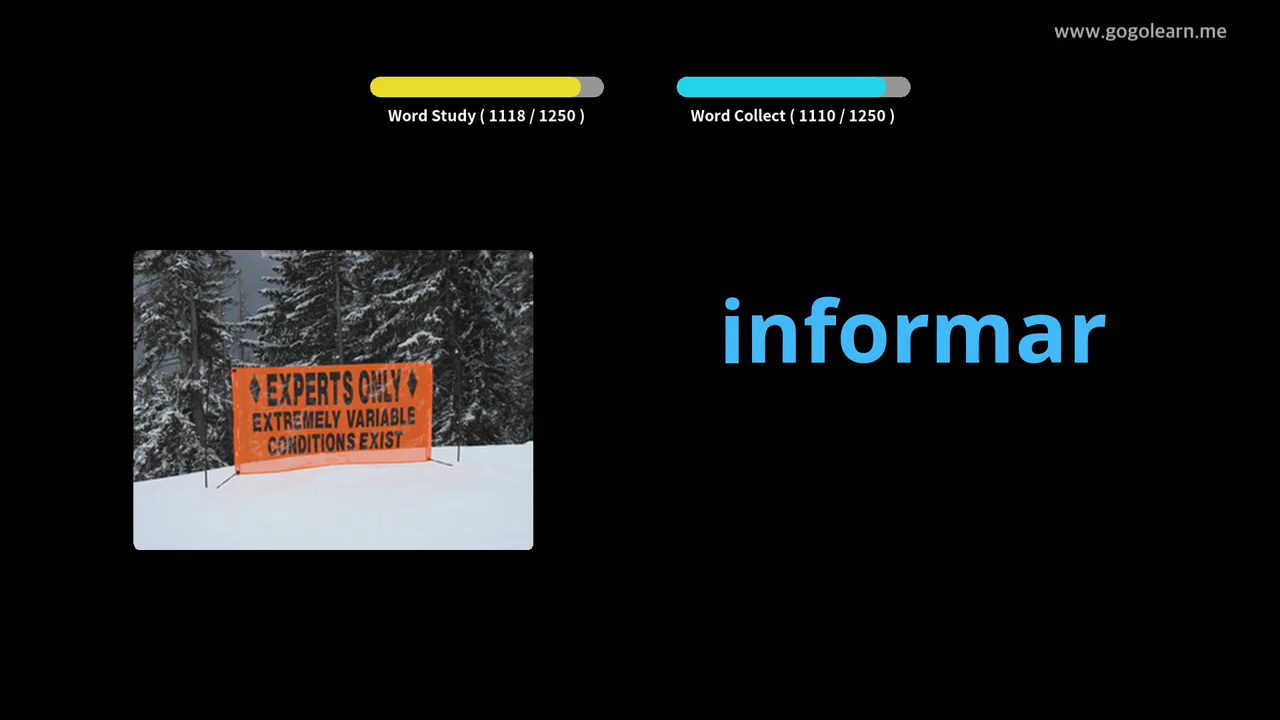 www.gogolearn.me
Word Study ( 1118 / 1250 )
Word Collect ( 1110 / 1250 )
informar
EXPERTS ONLY
EXTREMELY VARIABLE
CONDITIONS EXIST